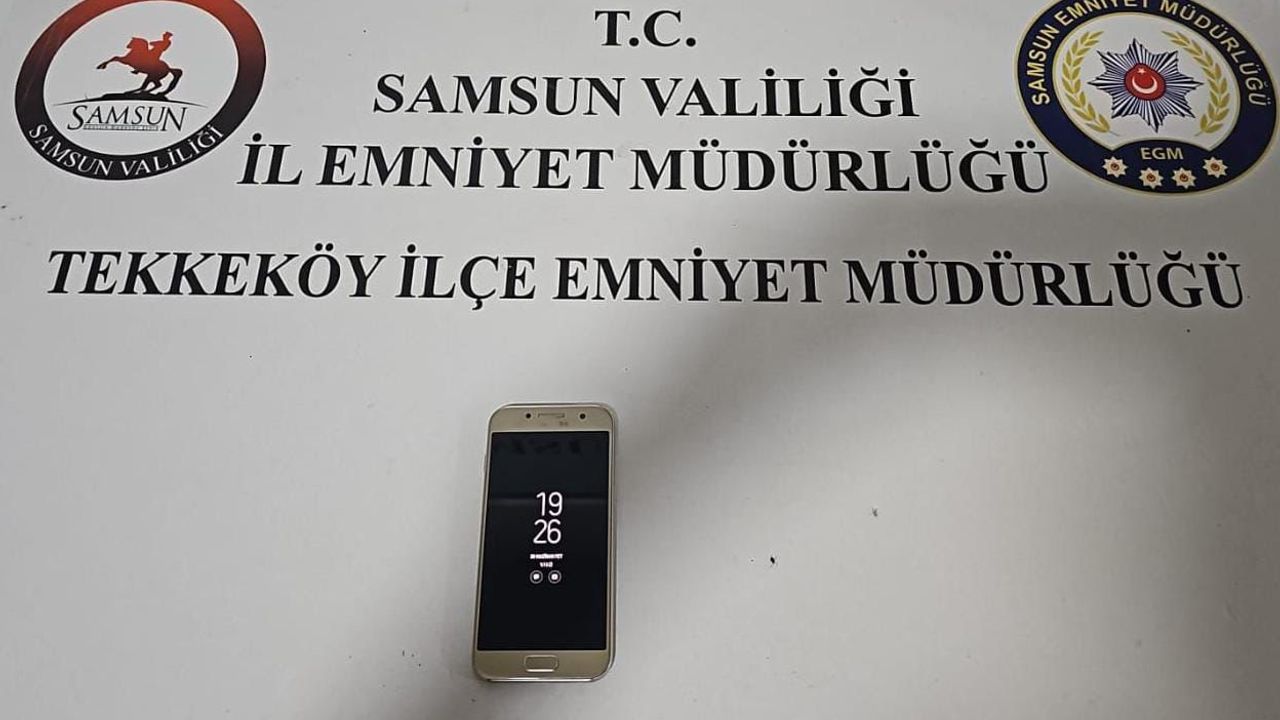 T.C.
SAMSUN VALİLİĞİ
İL EMNİYET MÜDÜRLÜĞÜ
TEKKEKÖY İLÇE EMNİYET MÜDÜRLÜĞÜ
SAMSUN
SAMSUN VALİLİĞİ
SAMSUN EMNİYET MÜDÜRLÜĞÜ
EGM
19
26